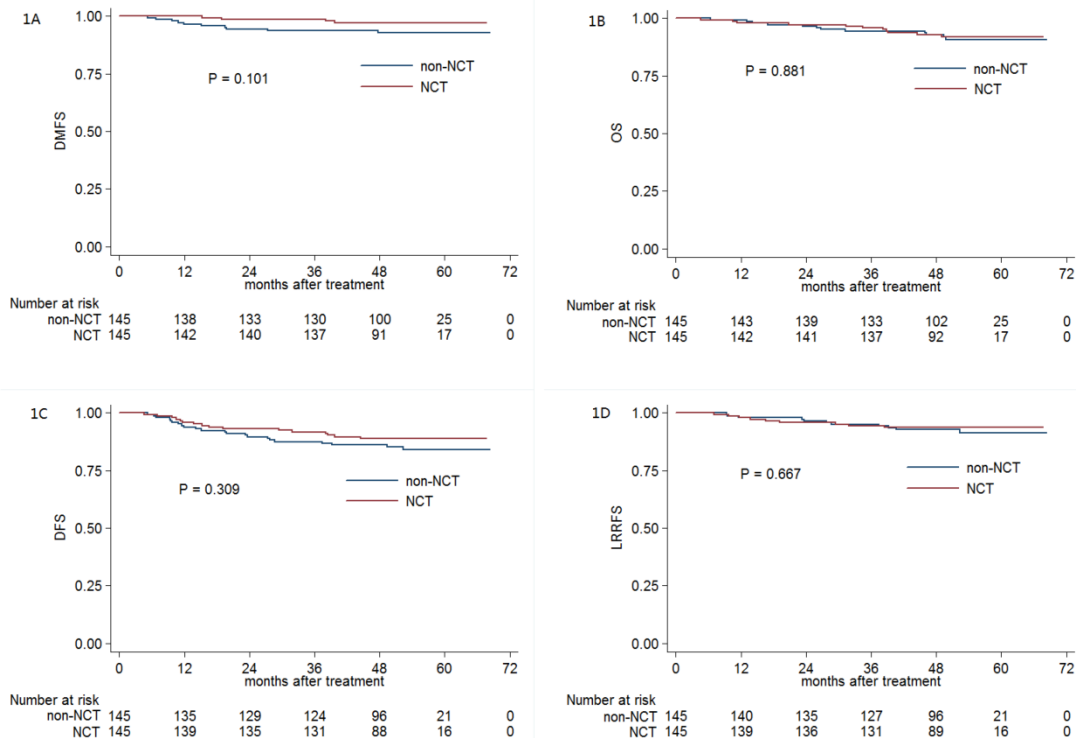 1A
1.00
0.75
0.50
0.25
0.00
DMFS
P = 0.101
non-NCT
NCT
0 12 24 36 48 60 72
months after treatment
Number at risk
non-NCT 145 138 133 130 100 25 0
NCT 145 142 140 137 91 17 0
1B
1.00
0.75
0.50
0.25
0.00
OS
P = 0.881
non-NCT
NCT
0 12 24 36 48 60 72
months after treatment
Number at risk
non-NCT 145 143 139 133 102 25 0
NCT 145 142 141 137 92 17 0
1C
1.00
0.75
0.50
0.25
0.00
DFS
P = 0.309
non-NCT
NCT
0 12 24 36 48 60 72
months after treatment
Number at risk
non-NCT 145 135 129 124 96 21 0
NCT 145 139 135 131 88 16 0
1D
1.00
0.75
0.50
0.25
0.00
LRRFS
P = 0.667
non-NCT
NCT
0 12 24 36 48 60 72
months after treatment
Number at risk
non-NCT 145 140 135 127 96 21 0
NCT 145 139 136 131 89 16 0